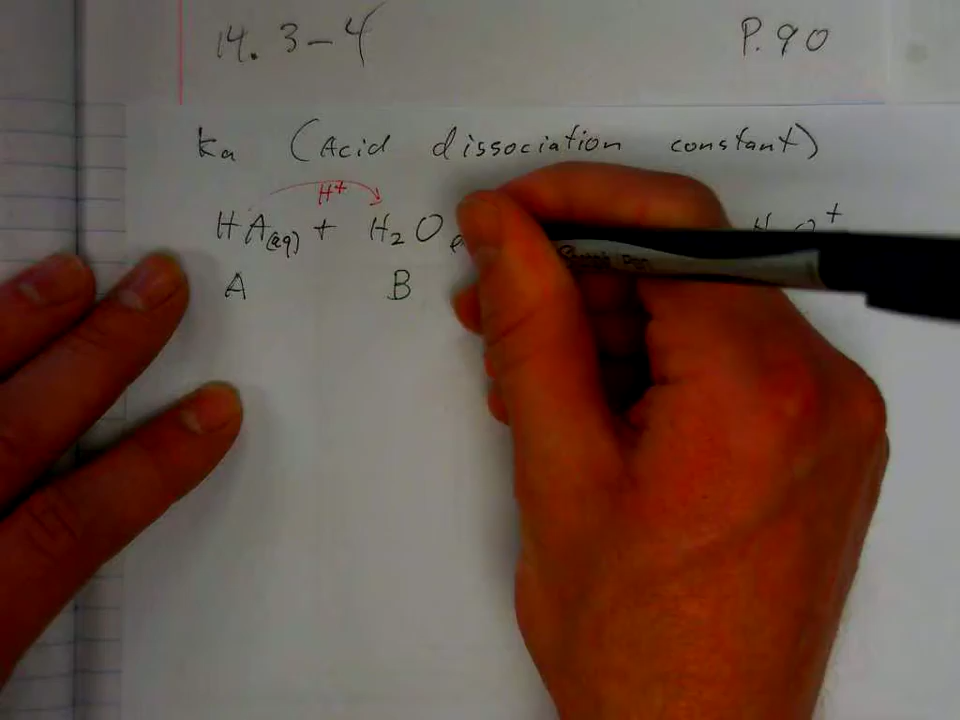 14. 3-4 P. 90
Ka (Acid dissociation constant)
H+
HA(aq) + H2O
A B